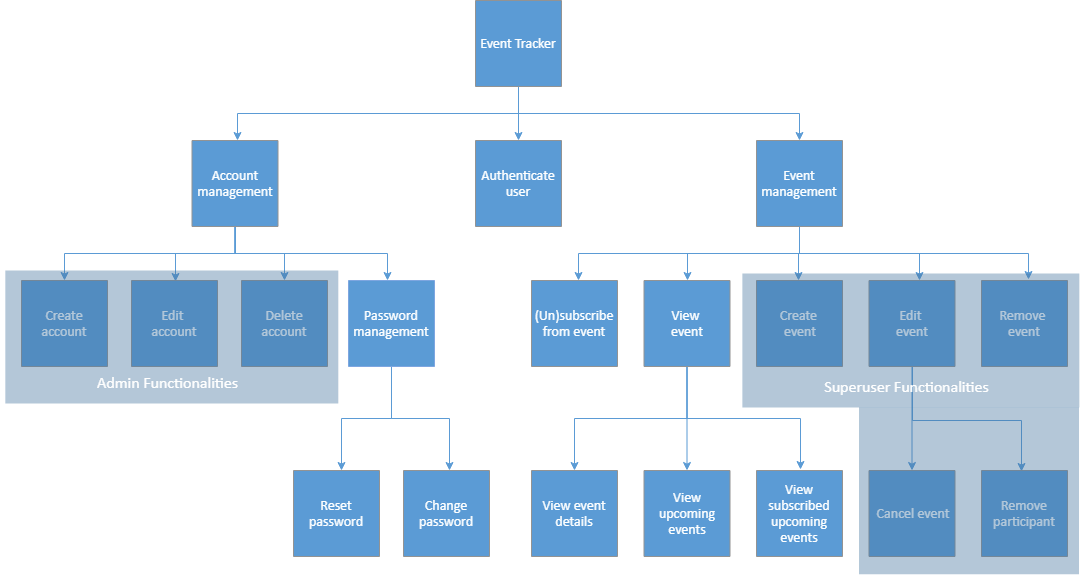 Event Tracker
Account
management
Authenticate
user
Event
management
Create
account
Edit
account
Delete
account
Password
management
(Un)subscribe
from event
View
event
Create
event
Edit
event
Remove
event
Admin Functionalities
Superuser Functionalities
Reset
password
Change
password
View event
details
View
upcoming
events
View
subscribed
upcoming
events
Cancel event
Remove
participant